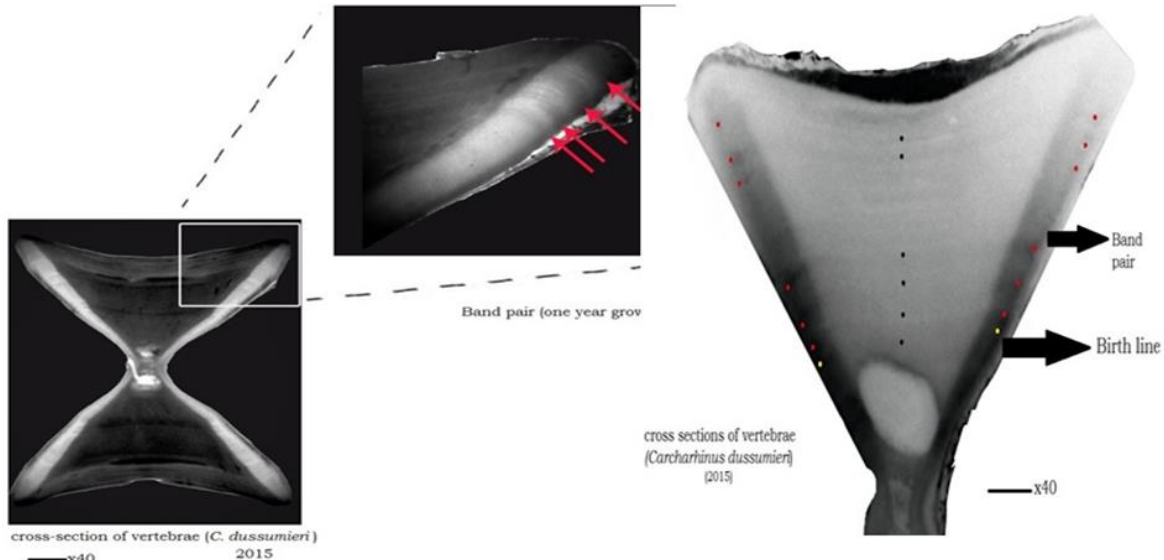 Band pair (one year grov
cross-section of vertebrae (C. dussumieri)
2015
x40
Band
pair
Birth line
cross sections of vertebrae
(Carcharhinus dussumieri)
(2015)
x40